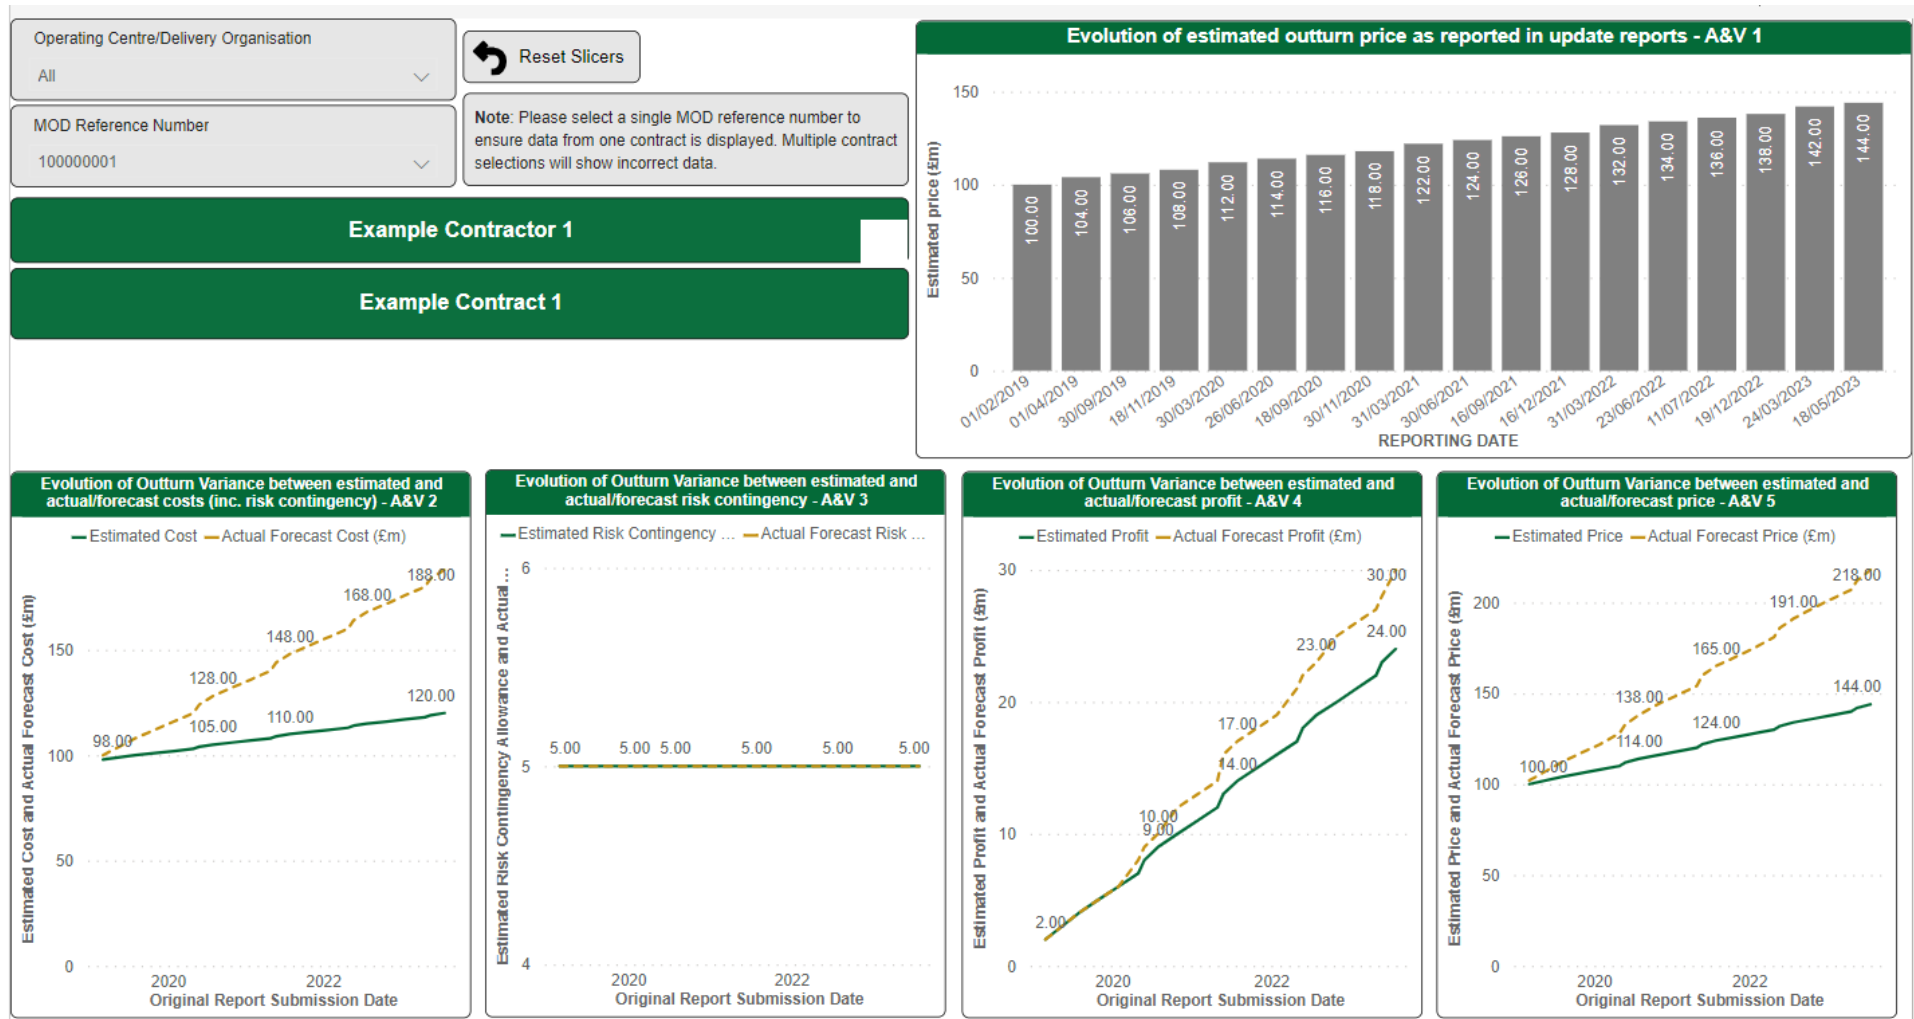 Operating Centre/Delivery Organisation
All
Reset Slicers
MOD Reference Number
100000001
Note: Please select a single MOD reference number to
ensure data from one contract is displayed. Multiple contract
selections will show incorrect data.
Example Contractor 1
Example Contract 1
Evolution of estimated outturn price as reported in update reports - A&V 1
Estimated price (£m)
150
100
50
0
100.00
104.00
106.00
108.00
112.00
114.00
116.00
118.00
122.00
124.00
126.00
128.00
132.00
134.00
136.00
138.00
142.00
144.00
01/02/2019
01/04/2019
30/09/2019
18/11/2019
30/03/2020
26/06/2020
18/09/2020
30/11/2020
31/03/2021
30/06/2021
16/09/2021
16/12/2021
31/03/2022
23/06/2022
11/07/2022
19/12/2022
24/03/2023
18/05/2023
REPORTING DATE
Evolution of Outturn Variance between estimated and
actual/forecast costs (inc. risk contingency) - A&V 2
Estimated Cost
Actual Forecast Cost (£m)
Estimated Cost and Actual Forecast Cost (£m)
150
100
50
0
188.00
168.00
148.00
128.00
98.00
105.00
110.00
120.00
2020
2022
Original Report Submission Date
Evolution of Outturn Variance between estimated and
actual/forecast risk contingency - A&V 3
Estimated Risk Contingency ...
Actual Forecast Risk ...
Estimated Risk Contingency Allowance and Actual ...
6
5
4
5.00
5.00
5.00
5.00
5.00
5.00
2020
2022
Original Report Submission Date
Evolution of Outturn Variance between estimated and
actual/forecast profit - A&V 4
Estimated Profit
Actual Forecast Profit (£m)
Estimated Profit and Actual Forecast Profit (£m)
30
20
10
0
30.00
24.00
23.00
17.00
14.00
10.00
9.00
2.00
2020
2022
Original Report Submission Date
Evolution of Outturn Variance between estimated and
actual/forecast price - A&V 5
Estimated Price
Actual Forecast Price (£m)
Estimated Price and Actual Forecast Price (£m)
200
150
100
50
0
218.00
191.00
165.00
138.00
100.00
114.00
124.00
144.00
2020
2022
Original Report Submission Date